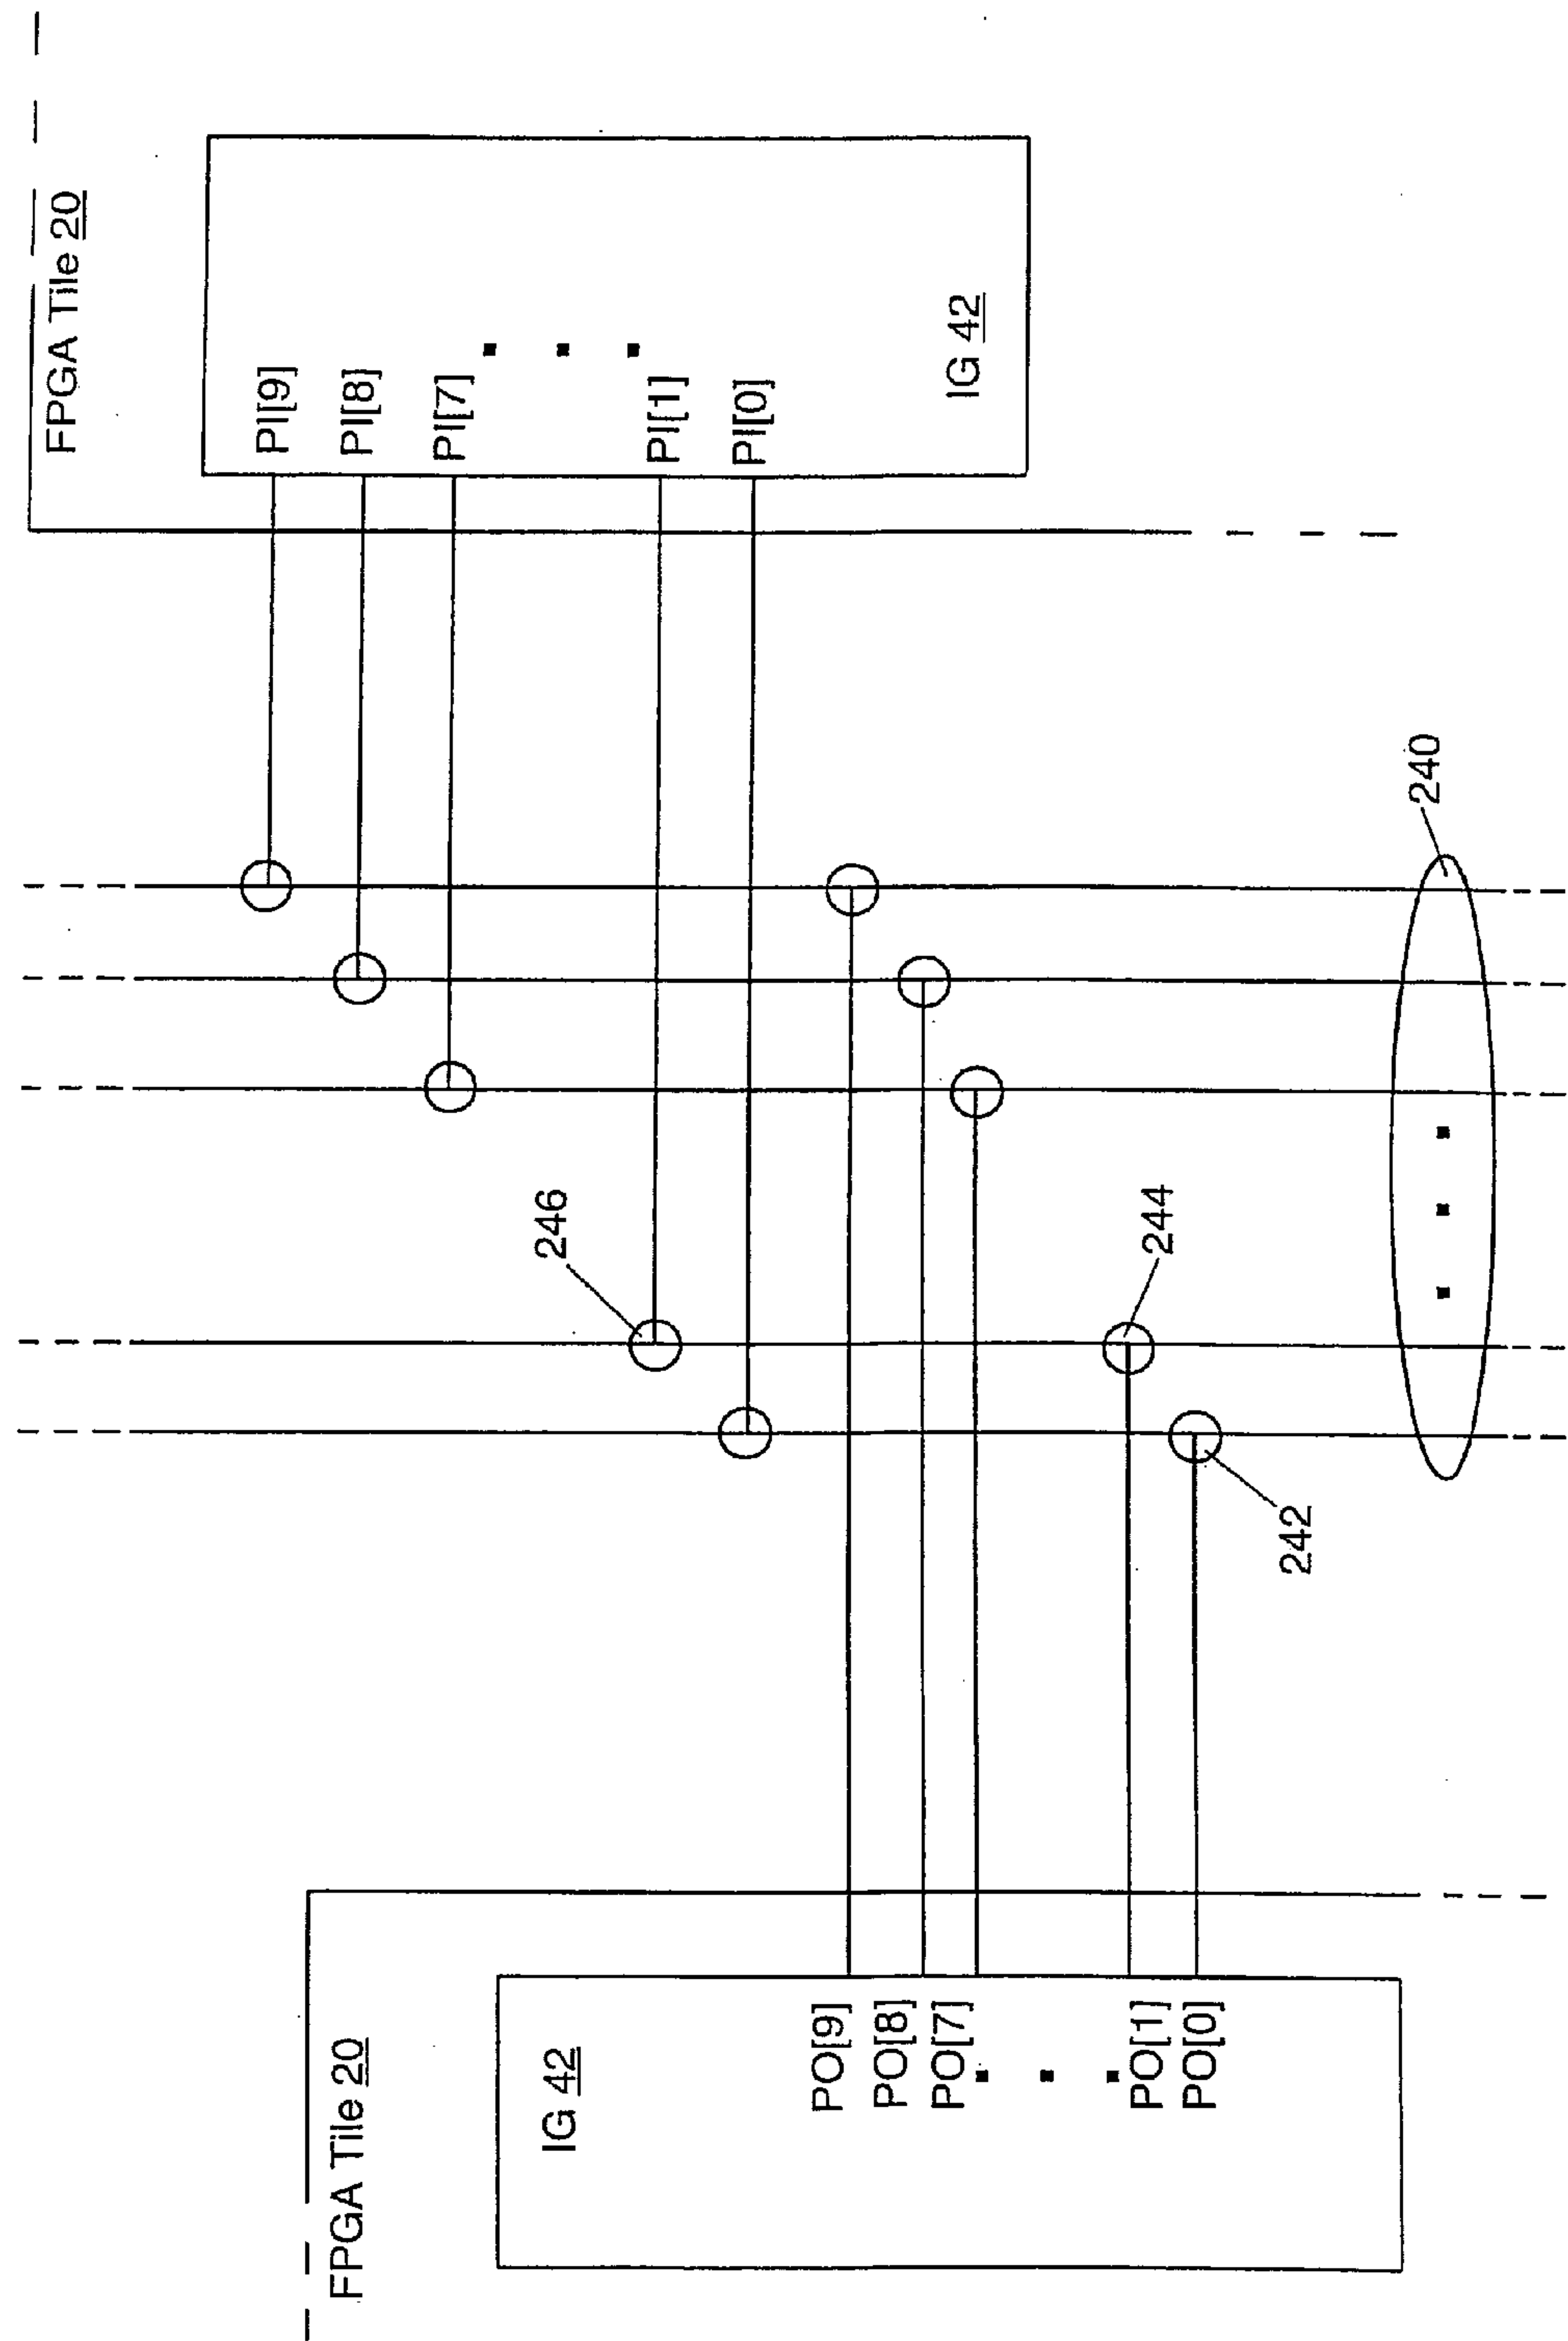 FPGA Tile 20
IG 42
PO[9]
PO[8]
PO[7]
PO[1]
PO[0]
246
244
242
240
FPGA Tile 20
PI[9]
PI[8]
PI[7]
PI[1]
PI[0]
IG 42